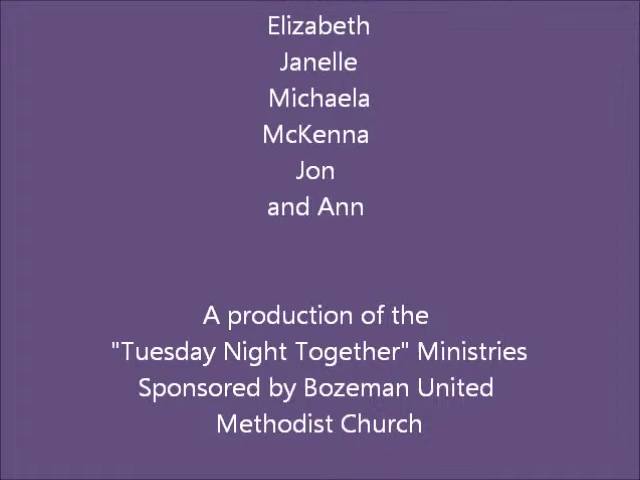 Elizabeth
Janelle
Michaela
McKenna
Jon
and Ann
A production of the
"Tuesday Night Together" Ministries
Sponsored by Bozeman United
Methodist Church